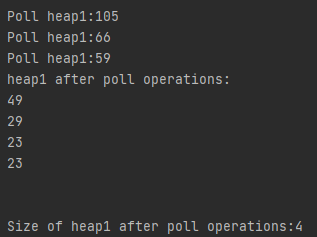 Poll heap1:105
Poll heap1:66
Poll heap1:59
heap1 after poll operations:
49
29
23
23
Size of heap1 after poll operations:4